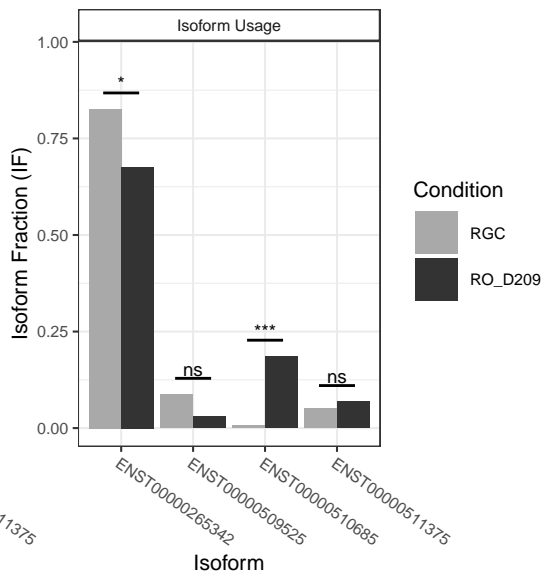 Isoform Usage
1.00
0.75
0.50
0.25
0.00
Isoform Fraction (IF)
*
ns
***
ns
ENST00000265342
ENST00000509525
ENST00000510685
ENST00000511375
11375
Isoform
Condition
RGC
RO_D209